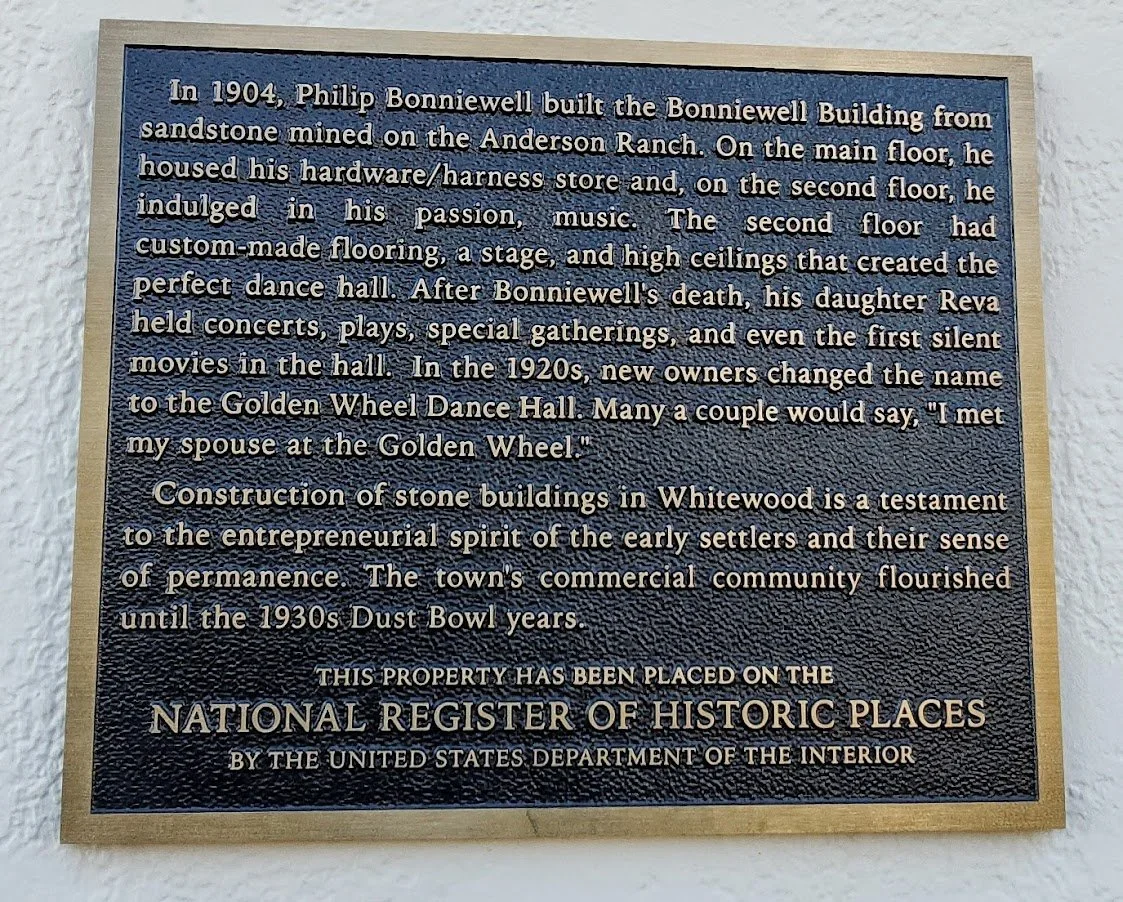 In 1904, Philip Bonniewell built the Bonniewell Building from
sandstone mined on the Anderson Ranch. On the main floor, he
housed his hardware/harness store and, on the second floor, he
indulged in his passion, music. The second floor had
custom-made flooring, a stage, and high ceilings that created the
perfect dance hall. After Bonniewell's death, his daughter Reva
held concerts, plays, special gatherings, and even the first silent
movies in the hall. In the 1920s, new owners changed the name
to the Golden Wheel Dance Hall. Many a couple would say, "I met
my spouse at the Golden Wheel."
Construction of stone buildings in Whitewood is a testament
to the entrepreneurial spirit of the early settlers and their sense
of permanence. The town's commercial community flourished
until the 1930s Dust Bowl years.
THIS PROPERTY HAS BEEN PLACED ON THE
NATIONAL REGISTER OF HISTORIC PLACES
BY THE UNITED STATES DEPARTMENT OF THE INTERIOR